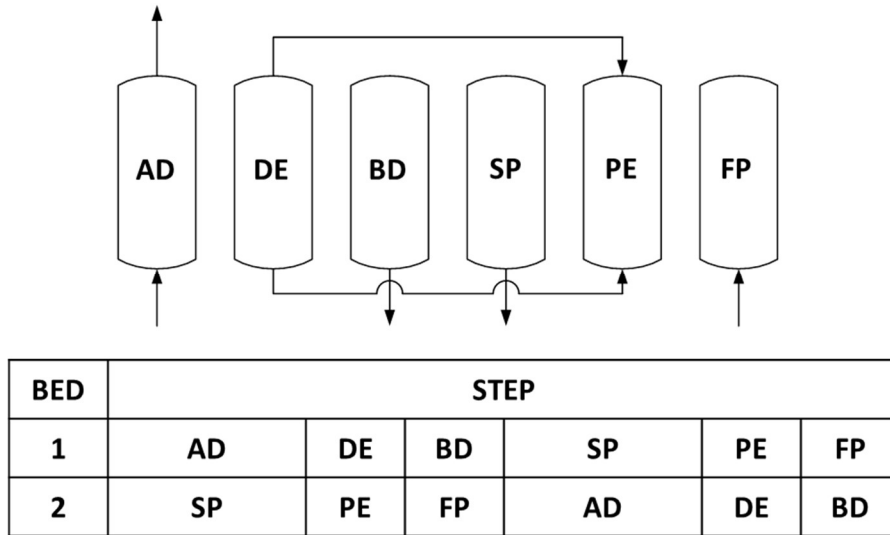 AD DE BD SP PE FP
BED STEP
1 AD DE BD SP PE FP
2 SP PE FP AD DE BD